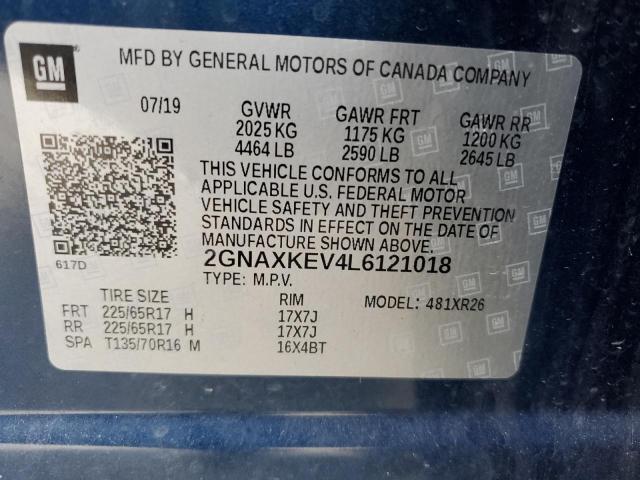 GM
MFD BY GENERAL MOTORS OF CANADA COMPANY
07/19 GVWR GAWR FRT GAWR RR
2025 KG 1175 KG 1200 KG
4464 LB 2590 LB 2645 LB
THIS VEHICLE CONFORMS TO ALL
APPLICABLE U.S. FEDERAL MOTOR
VEHICLE SAFETY AND THEFT PREVENTION
STANDARDS IN EFFECT ON THE DATE OF
MANUFACTURE SHOWN ABOVE.
617D
2GNAXKEV4L6121018
TYPE: M.P.V.
TIRE SIZE RIM MODEL: 481XR26
FRT 225/65R17 H 17X7J
RR 225/65R17 H 17X7J
SPA T135/70R16 M 16X4BT